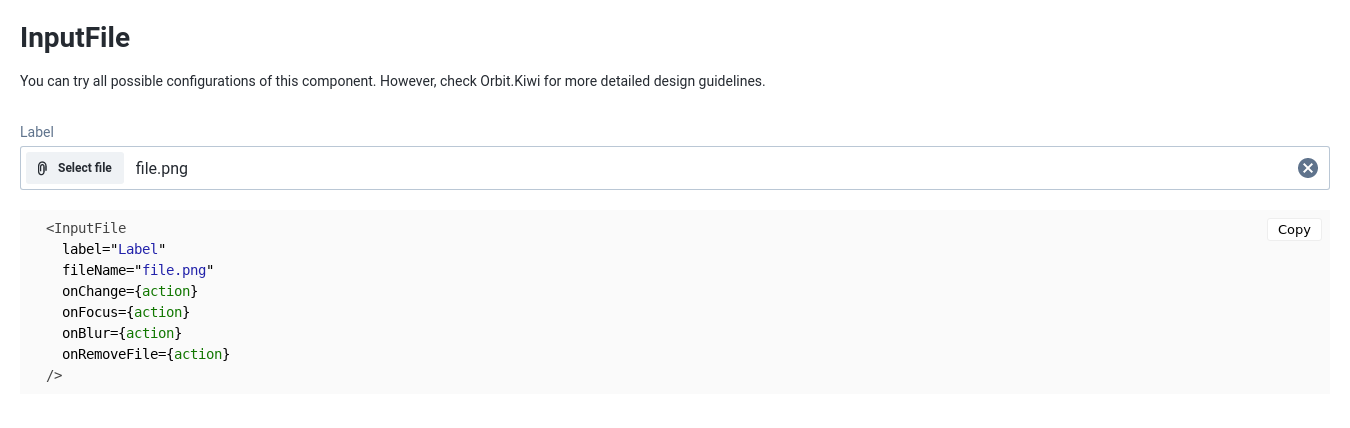 InputFile
You can try all possible configurations of this component. However, check Orbit.Kiwi for more detailed design guidelines.
Label
Select file file.png
Copy
<InputFile
  label="Label"
  fileName="file.png"
  onChange={action}
  onFocus={action}
  onBlur={action}
  onRemoveFile={action}
/>